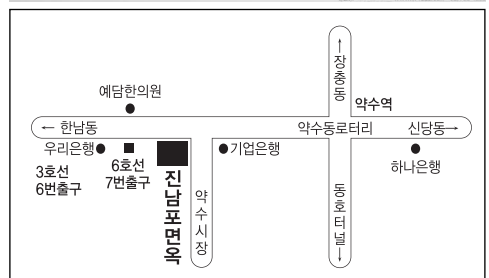 ← 장충동
예담한의원
약수역
← 한남동
약수동로터리
신당동→
우리은행
기업은행
하나은행
3호선
6번출구
6호선
7번출구
진남포면옥
약수시장
동호터널→